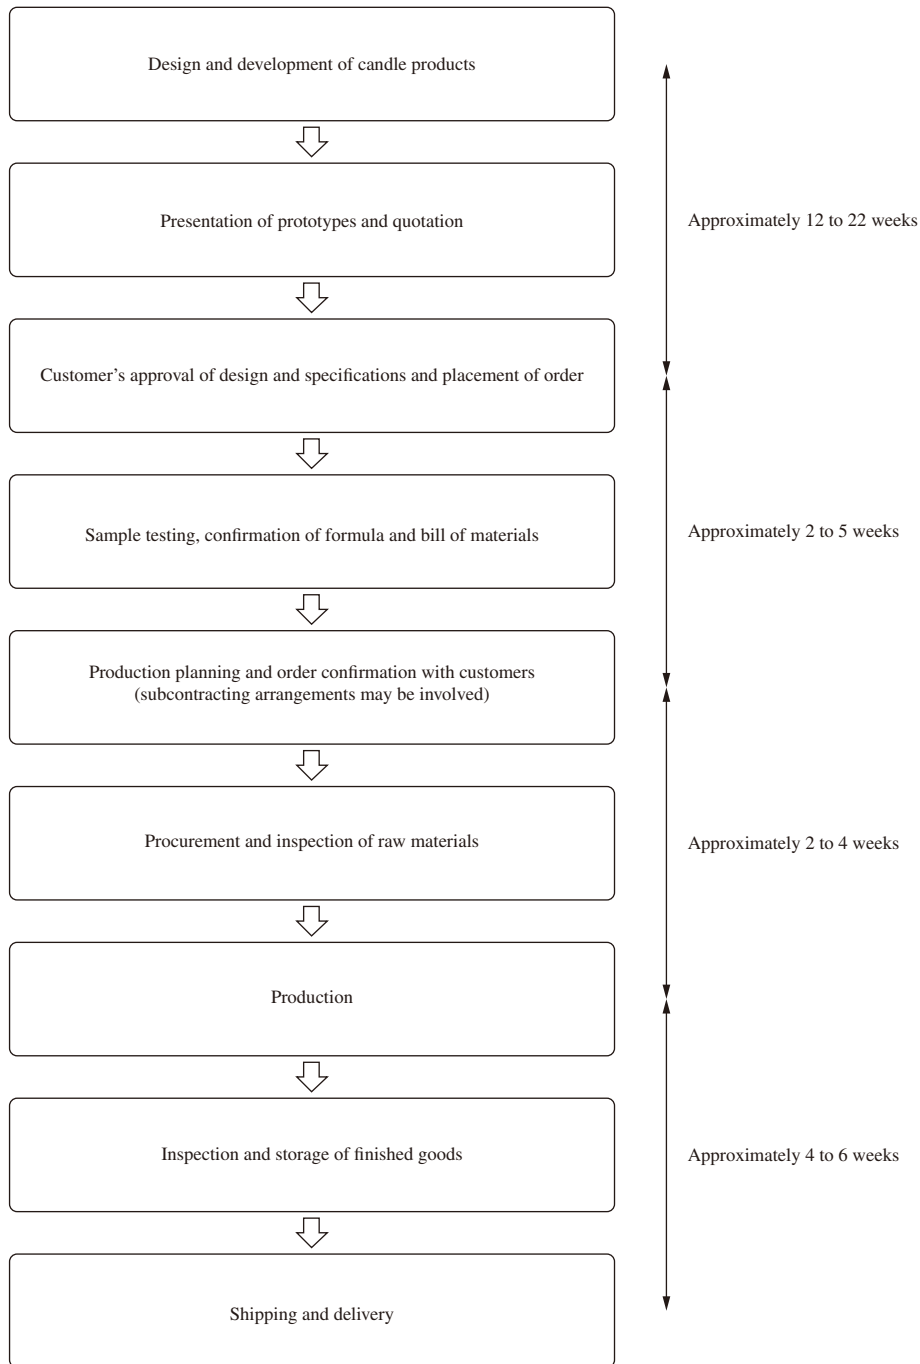 Design and development of candle products
Presentation of prototypes and quotation
Approximately 12 to 22 weeks
Customer’s approval of design and specifications and placement of order
Sample testing, confirmation of formula and bill of materials
Approximately 2 to 5 weeks
Production planning and order confirmation with customers
(subcontracting arrangements may be involved)
Procurement and inspection of raw materials
Approximately 2 to 4 weeks
Production
Inspection and storage of finished goods
Approximately 4 to 6 weeks
Shipping and delivery